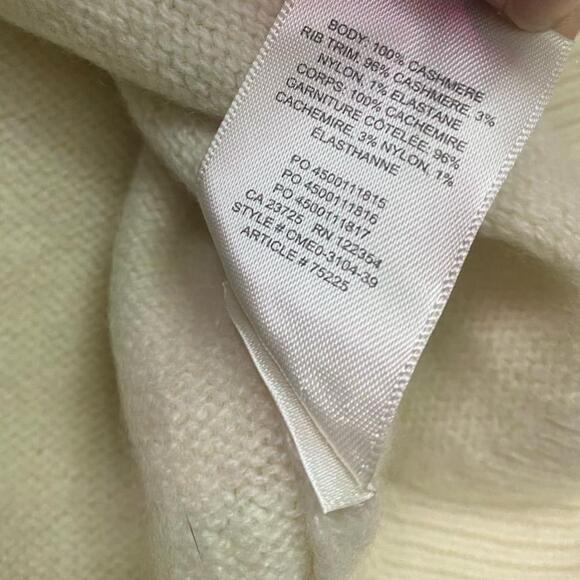 BODY: 100% CASHMERE
RIB TRIM: 96% CASHMERE, 3%
NYLON, 1% ELASTANE
CORPS: 100% CACHEMIRE
GARNITURE CÔTELÉE, 96%
CACHEMIRE, 3% NYLON, 1%
ÉLASTHANNE
PO 4500111815
PO 4500111816
PO 4500111817
CA 23725 RN 122354
STYLE # OME0-3104-39
ARTICLE # 75225